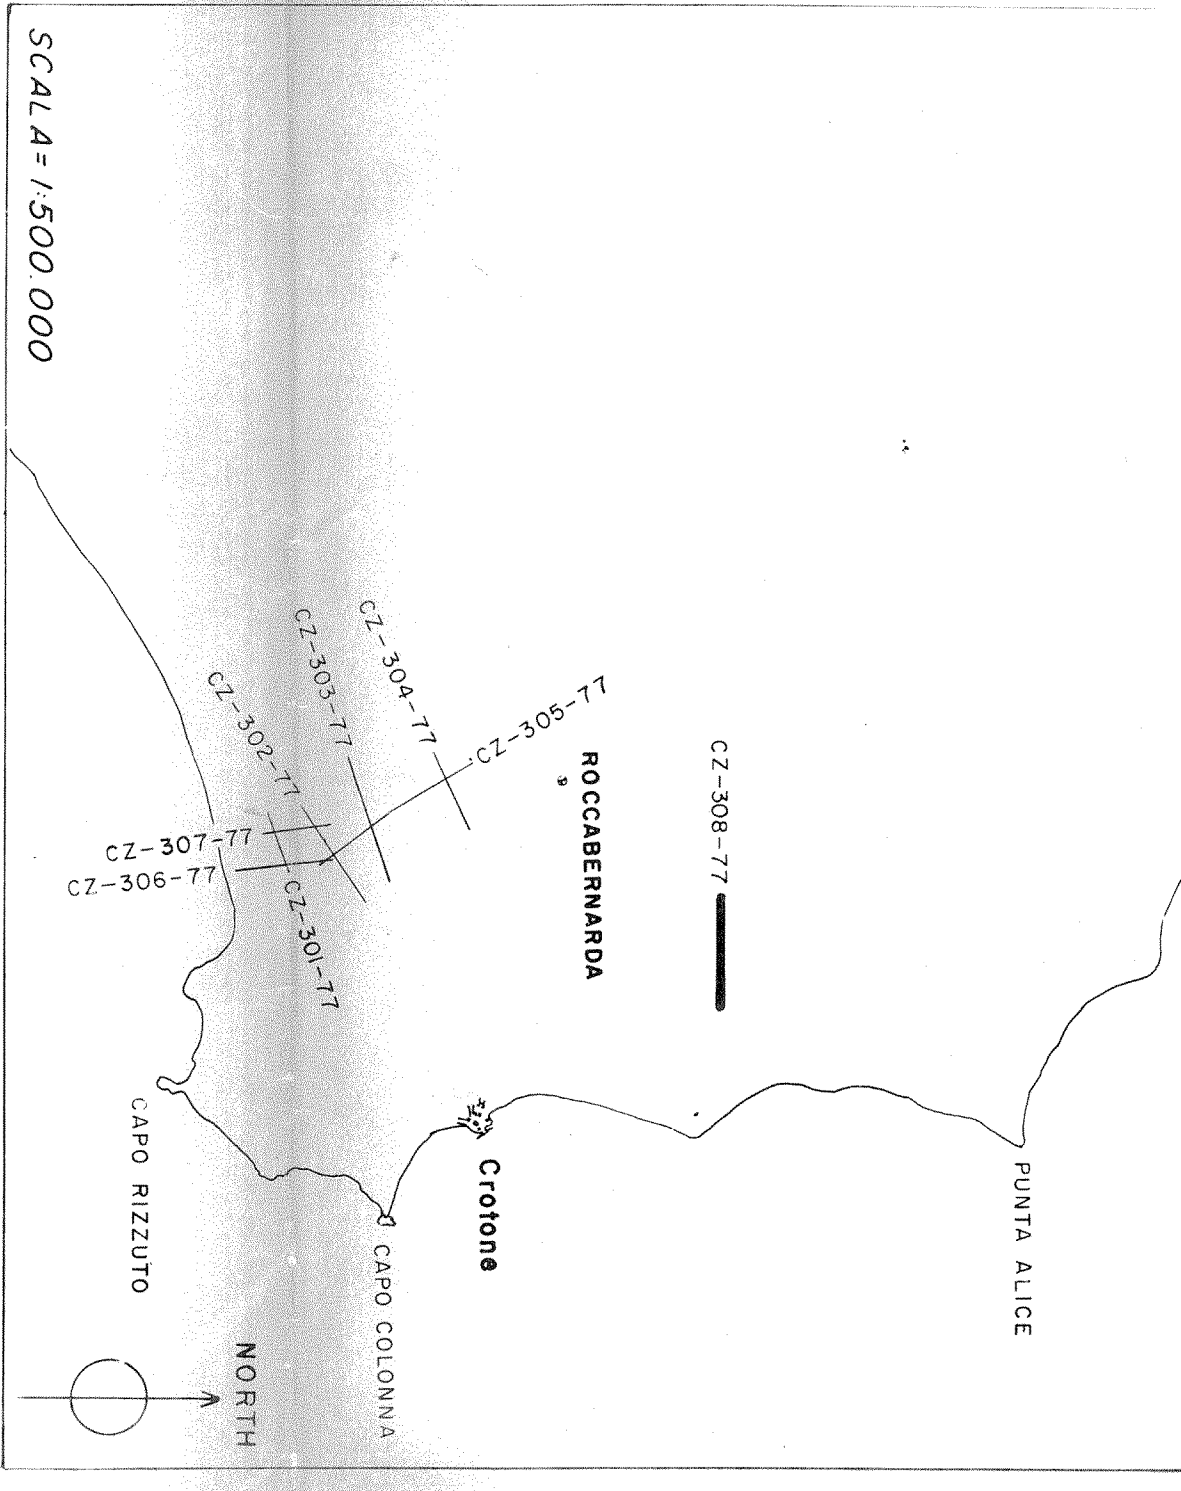 PUNTA ALICE
CZ-308-77
ROCCABERNARDA
CZ-305-77
Crotone
CZ-304-77
CAPO COLONNA
CZ-303-77
CZ-302-77
CZ-301-77
CZ-307-77
CZ-306-77
NORTH
CAPO RIZZUTO
SCALA = 1:500.000